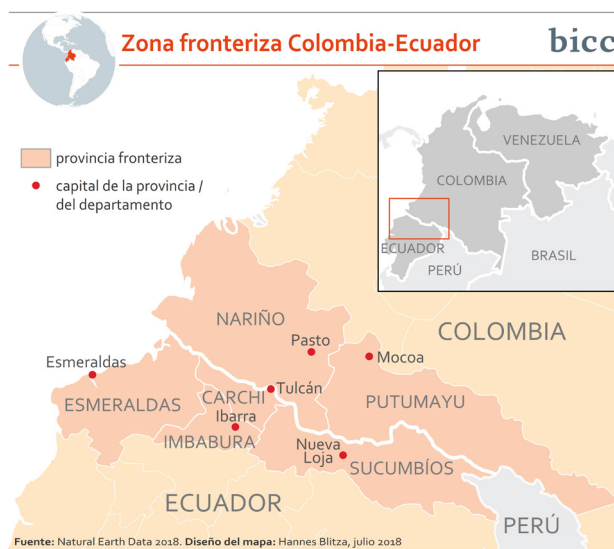 Zona fronteriza Colombia-Ecuador
bicc
provincia fronteriza
capital de la provincia /
del departamento
VENEZUELA
COLOMBIA
ECUADOR
PERÚ
BRASIL
NARIÑO
Pasto
COLOMBIA
Mocoa
Esmeraldas
ESMERALDAS
CARCHI
Tulcán
PUTUMAYU
Ibarra
IMBABURA
Nueva
Loja
SUCUMBÍOS
ECUADOR
PERÚ
Fuente: Natural Earth Data 2018. Diseño del mapa: Hannes Blitza, julio 2018